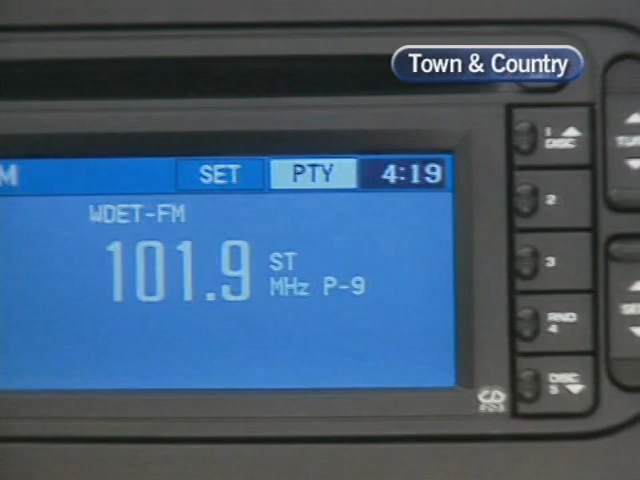 Town & Country
M SET PTY 4:19
WDET-FM
101.9 ST
MHz P-9
1
DISC
2
3
RND
4
DISC
5